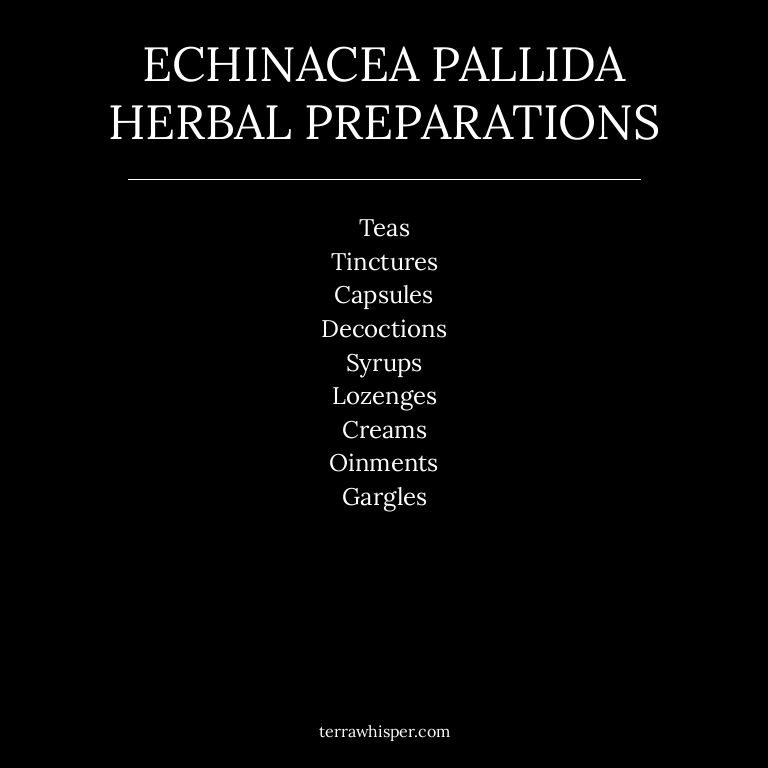 ECHINACEA PALLIDA
HERBAL PREPARATIONS
Teas
Tinctures
Capsules
Decoctions
Syrups
Lozenges
Creams
Oinments
Gargles
terrawhisper.com